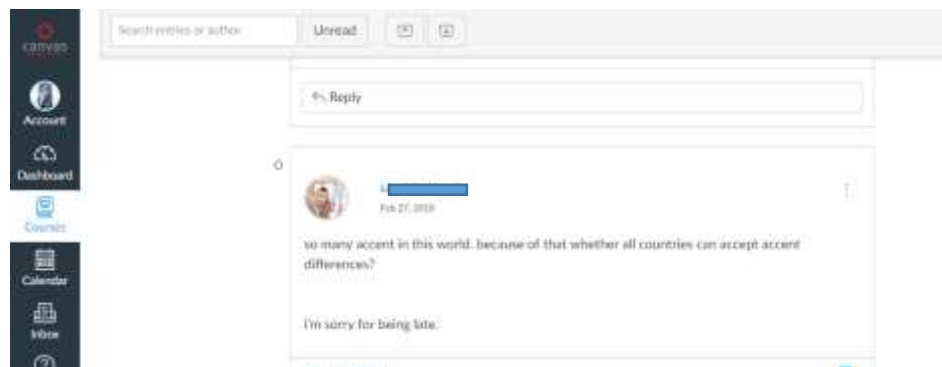 canvas
Search entries or author
Unread
Account
Reply
Dashboard
Feb 27, 2018
Courses
so many accent in this world. because of that whether all countries can accept accent
differences?
Calendar
I'm sorry for being late.
Inbox